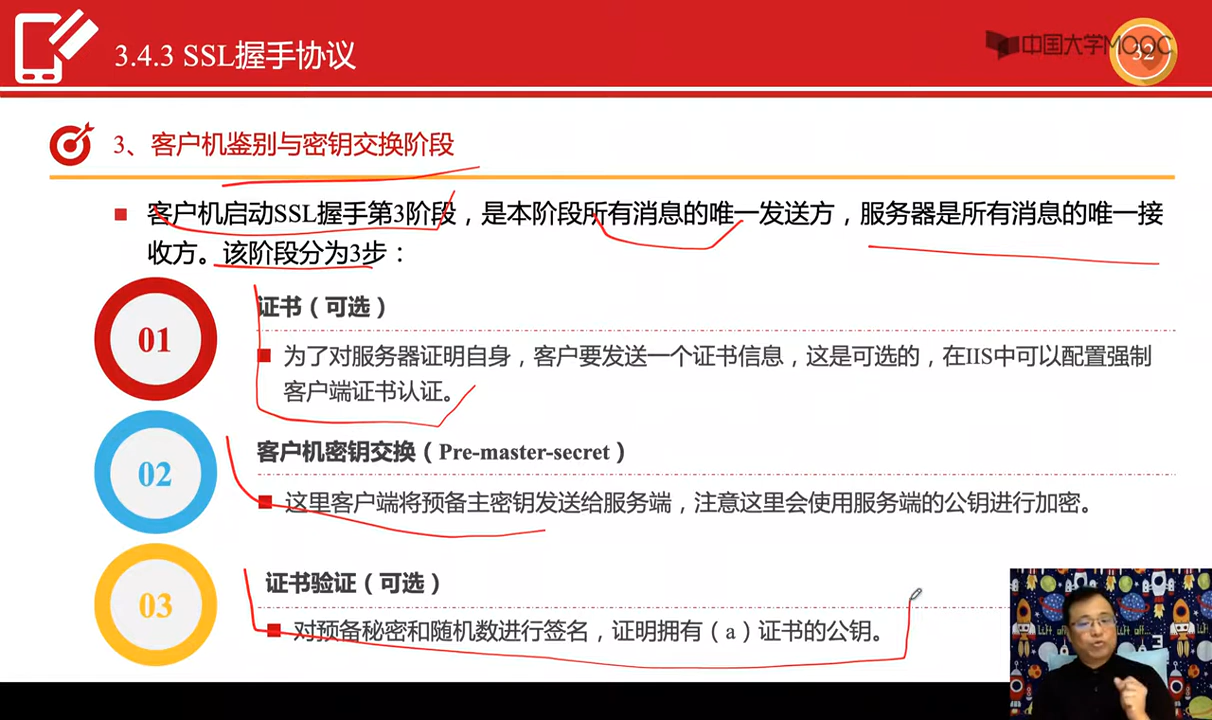 3.4.3 SSL握手协议
中国大学MOOC
32
3、客户机鉴别与密钥交换阶段
客户机启动SSL握手第3阶段，是本阶段所有消息的唯一发送方，服务器是所有消息的唯一接
收方。该阶段分为3步：
01
证书（可选）
为了对服务器证明自身，客户要发送一个证书信息，这是可选的，在IIS中可以配置强制
客户端证书认证。
02
客户机密钥交换（Pre-master-secret）
这里客户端将预备主密钥发送给服务端，注意这里会使用服务端的公钥进行加密。
03
证书验证（可选）
对预备秘密和随机数进行签名，证明拥有（a）证书的公钥。